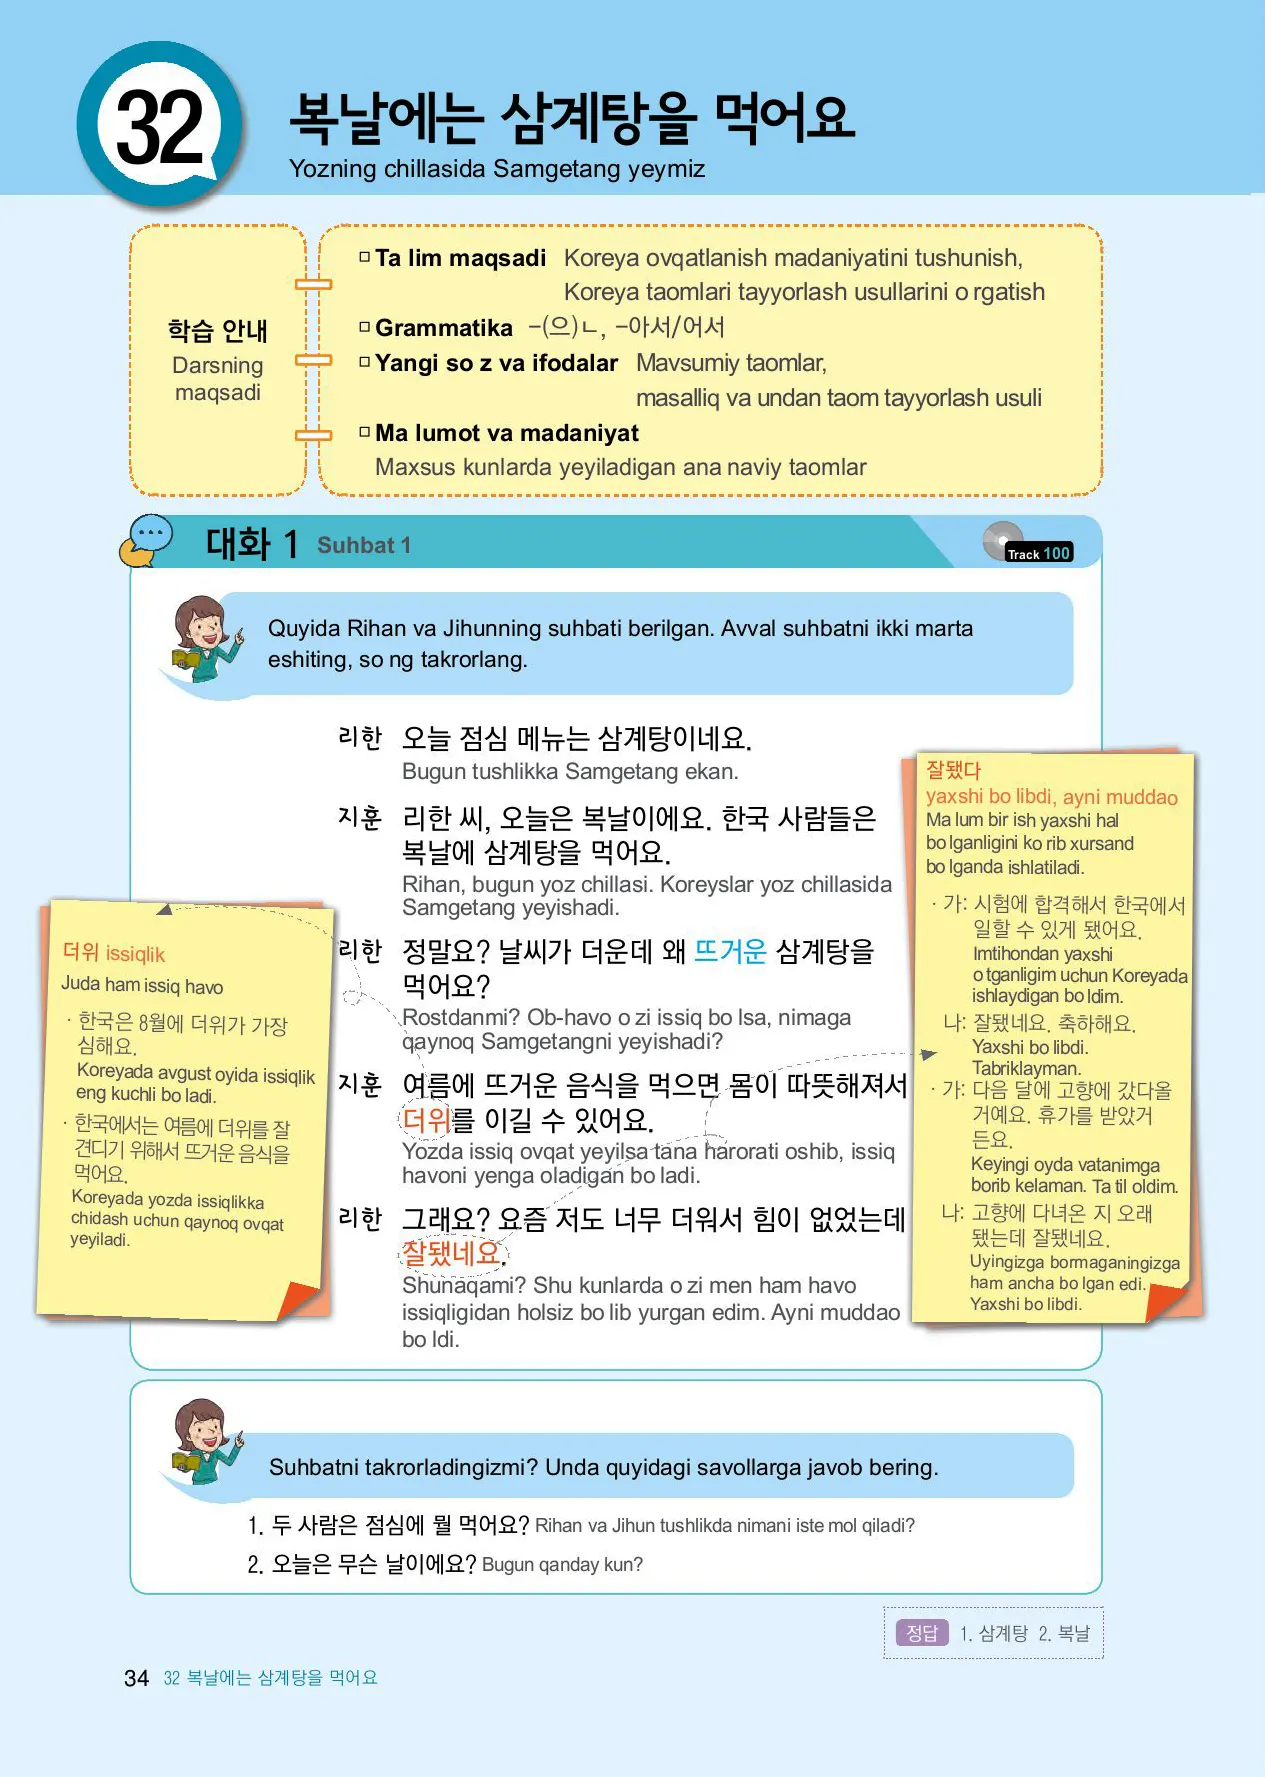 32
복날에는 삼계탕을 먹어요
Yozning chillasida Samgetang yeymiz
학습 안내
Darsning
maqsadi
Ta lim maqsadi Koreya ovqatlanish madaniyatini tushunish,
Koreya taomlari tayyorlash usullarini o rgatish
Grammatika -(으)ㄴ, -아서/어서
Yangi so z va ifodalar Mavsumiy taomlar,
masalliq va undan taom tayyorlash usuli
Ma lumot va madaniyat
Maxsus kunlarda yeyiladigan ana naviy taomlar
대화 1 Suhbat 1
Track 100
Quyida Rihan va Jihunning suhbati berilgan. Avval suhbatni ikki marta
eshiting, so ng takrorlang.
리한 오늘 점심 메뉴는 삼계탕이네요.
Bugun tushlikka Samgetang ekan.
지훈 리한 씨, 오늘은 복날이에요. 한국 사람들은
복날에 삼계탕을 먹어요.
Rihan, bugun yoz chillasi. Koreyslar yoz chillasida
Samgetang yeyishadi.
리한 정말요? 날씨가 더운데 왜 뜨거운 삼계탕을
먹어요?
Rostdanmi? Ob-havo o zi issiq bo lsa, nimaga
qaynoq Samgetangni yeyishadi?
지훈 여름에 뜨거운 음식을 먹으면 몸이 따뜻해져서
더위를 이길 수 있어요.
Yozda issiq ovqat yeyilsa tana harorati oshib, issiq
havoni yenga oladigan bo ladi.
리한 그래요? 요즘 저도 너무 더워서 힘이 없었는데
잘됐네요.
Shunaqami? Shu kunlarda o zi men ham havo
issiqligidan holsiz bo lib yurgan edim. Ayni muddao
bo ldi.
더위 issiqlik
Juda ham issiq havo
· 한국은 8월에 더위가 가장
심해요.
Koreyada avgust oyida issiqlik
eng kuchli bo ladi.
· 한국에서는 여름에 더위를 잘
견디기 위해서 뜨거운 음식을
먹어요.
Koreyada yozda issiqlikka
chidash uchun qaynoq ovqat
yeyiladi.
잘됐다
yaxshi bo libdi, ayni muddao
Ma lum bir ish yaxshi hal
bo lganligini ko rib xursand
bo lganda ishlatiladi.
· 가: 시험에 합격해서 한국에서
일할 수 있게 됐어요.
Imtihondan yaxshi
o tganligim uchun Koreyada
ishlaydigan bo ldim.
나: 잘됐네요. 축하해요.
Yaxshi bo libdi.
Tabriklayman.
· 가: 다음 달에 고향에 갔다올
거예요. 휴가를 받았거
든요.
Keyingi oyda vatanimga
borib kelaman. Ta til oldim.
나: 고향에 다녀온 지 오래
됐는데 잘됐네요.
Uyingizga bormaganingizga
ham ancha bo lgan edi.
Yaxshi bo libdi.
Suhbatni takrorladingizmi? Unda quyidagi savollarga javob bering.
1. 두 사람은 점심에 뭘 먹어요? Rihan va Jihun tushlikda nimani iste mol qiladi?
2. 오늘은 무슨 날이에요? Bugun qanday kun?
정답 1. 삼계탕 2. 복날
34 32 복날에는 삼계탕을 먹어요